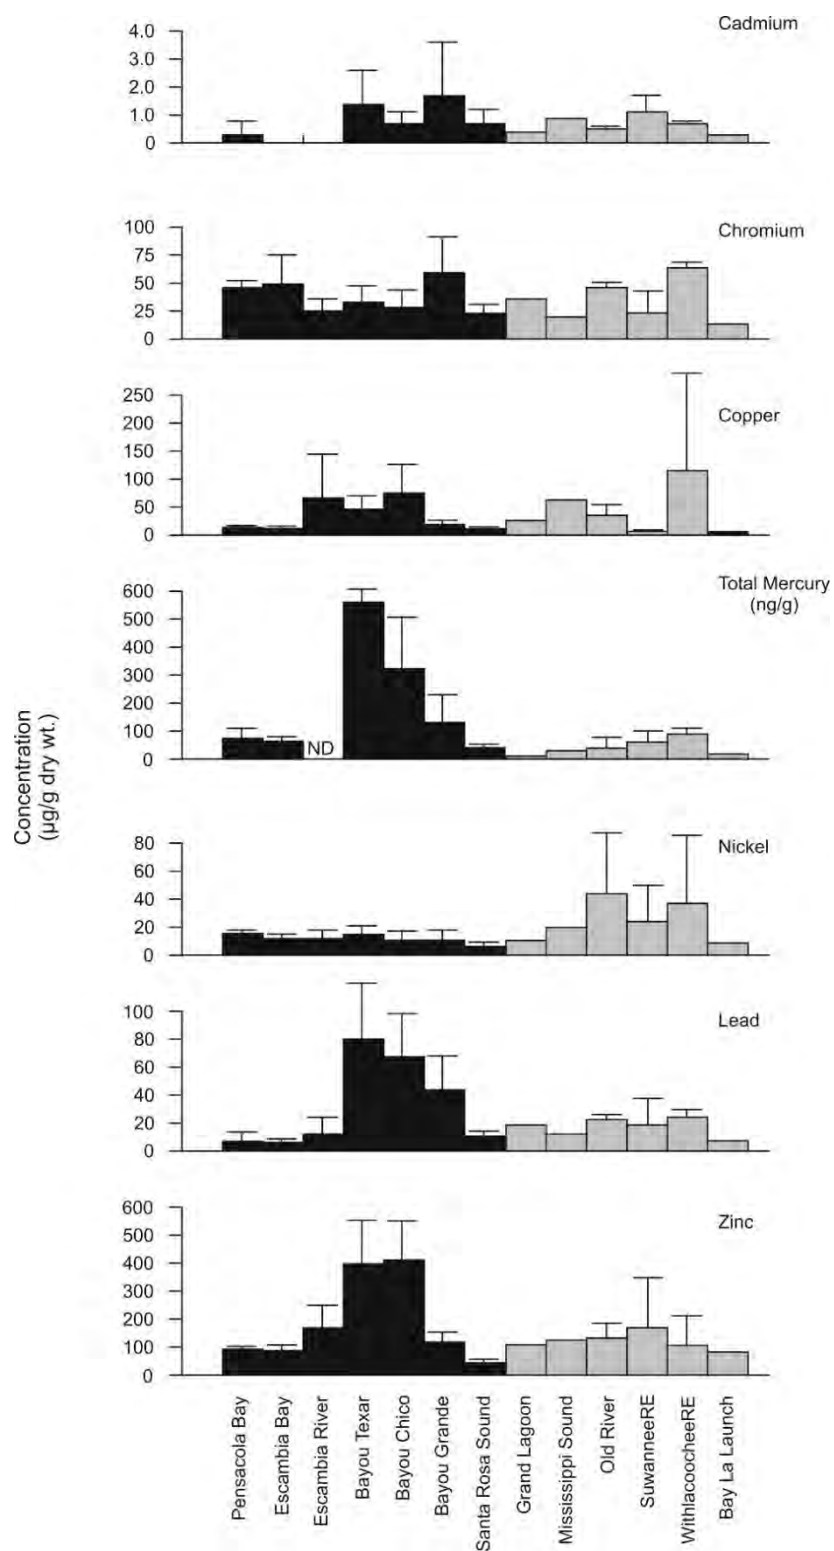 Cadmium
4.0
3.0
2.0
1.0
0
Chromium
100
75
50
25
0
Copper
250
200
150
100
50
0
Total Mercury
(ng/g)
600
500
400
300
200
100
0
ND
Concentration
(µg/g dry wt.)
Nickel
80
60
40
20
0
Lead
100
80
60
40
20
0
Zinc
600
500
400
300
200
100
0
Pensacola Bay
Escambia Bay
Escambia River
Bayou Texar
Bayou Chico
Bayou Grande
Santa Rosa Sound
Grand Lagoon
Mississippi Sound
Old River
SuwanneeRE
WithlacoocheeRE
Bay La Launch